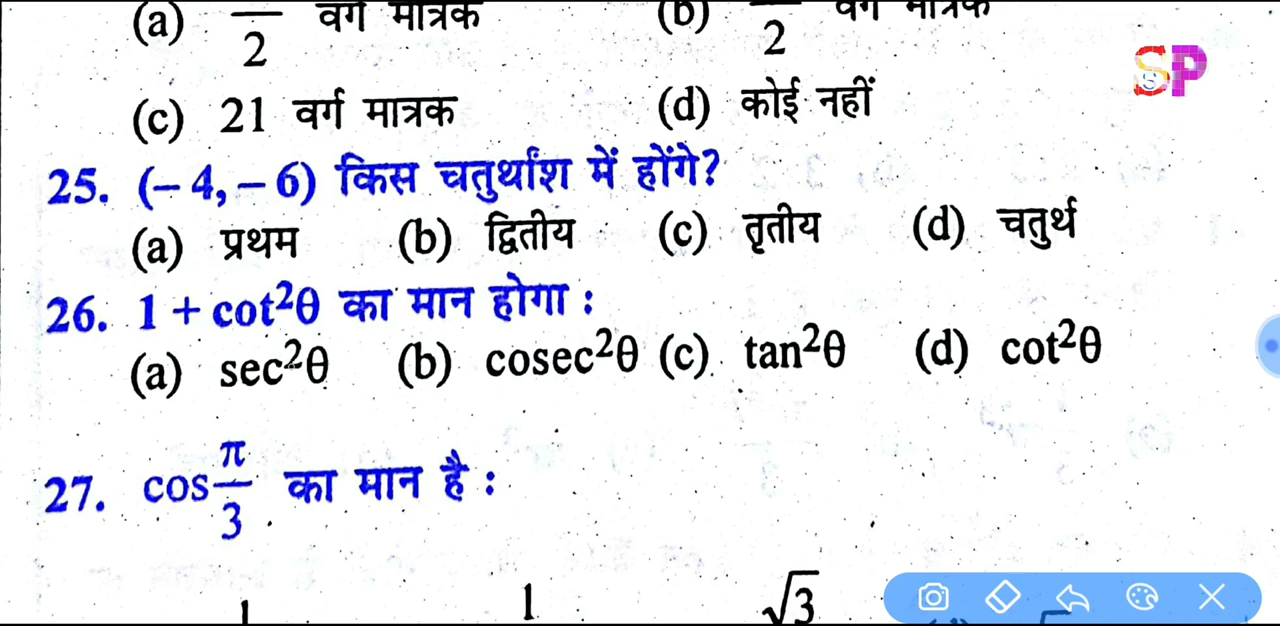 (a) — 2 वर्ग मात्रक (b) — 2 वर्ग मात्रक
(c) 21 वर्ग मात्रक (d) कोई नहीं
SP
25. (– 4, – 6) किस चतुर्थांश में होंगे?
(a) प्रथम (b) द्वितीय (c) तृतीय (d) चतुर्थ
26. 1 + cot²θ का मान होगा :
(a) sec²θ (b) cosec²θ (c) tan²θ (d) cot²θ
27. cos π/3 का मान है :
1 1 √3